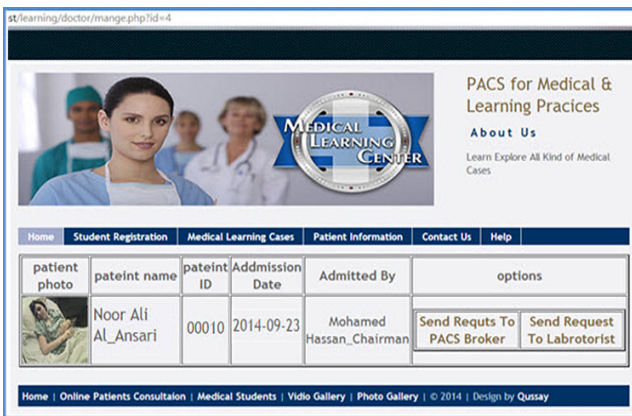 st/learning/doctor/mange.php?id=4
MEDICAL
LEARNING
CENTER
PACS for Medical &
Learning Pracices
About Us
Learn Explore All Kind of Medical
Cases
Home Student Registration Medical Learning Cases Patient Information Contact Us Help
patient photo pateint name pateint ID Addmission Date Admitted By options
Noor Ali Al_Ansari 00010 2014-09-23 Mohamed Hassan_Chairman Send Requts To PACS Broker Send Request To Labrotorist
Home | Online Patients Consultaion | Medical Students | Vidio Gallery | Photo Gallery | © 2014 | Design by Qussay